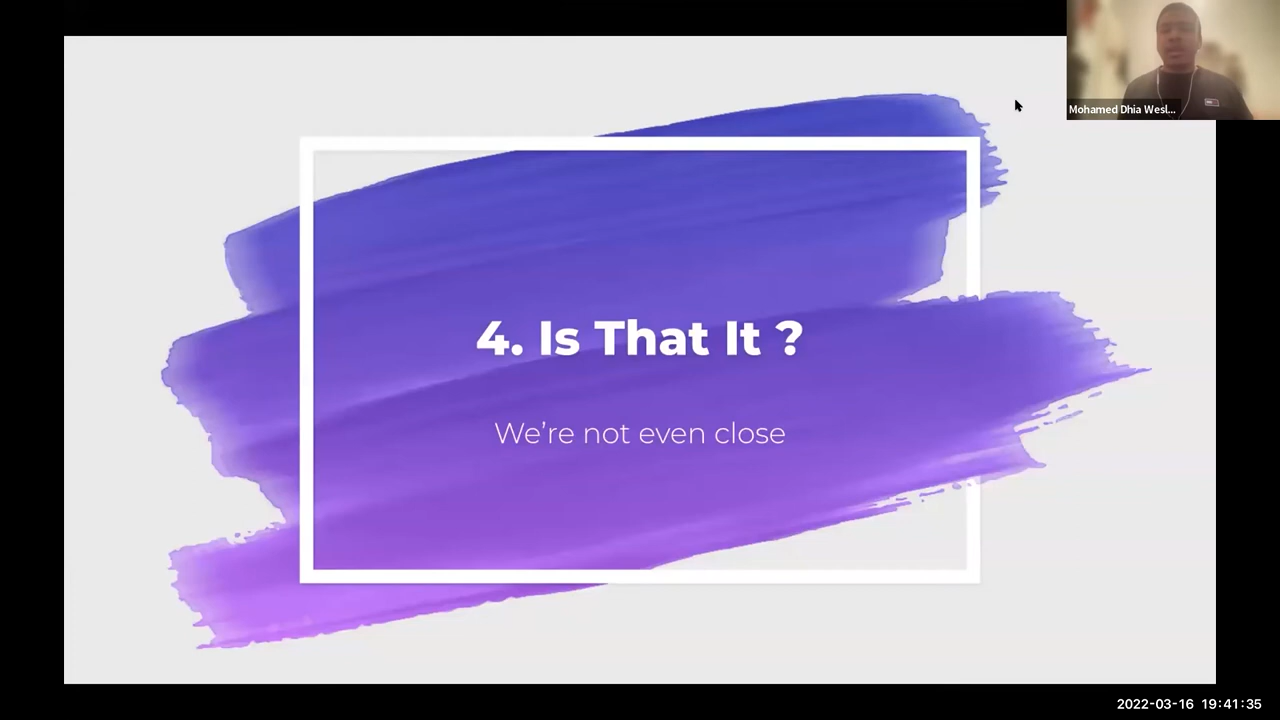 Mohamed Dhia Wesl...
4. Is That It ?
We're not even close
2022-03-16 19:41:35